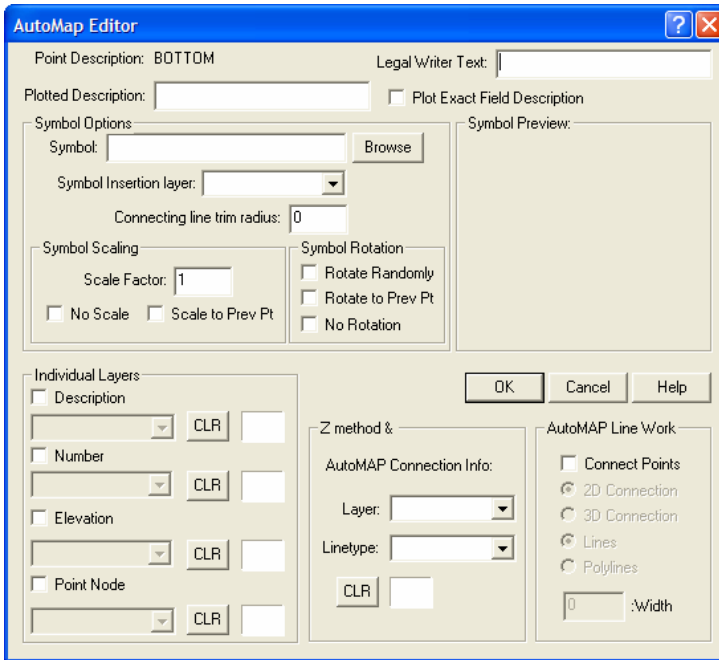 AutoMap Editor
Point Description: BOTTOM
Legal Writer Text:
Plotted Description:
Plot Exact Field Description
Symbol Options
Symbol:
Browse
Symbol Insertion layer:
Connecting line trim radius: 0
Symbol Scaling
Scale Factor: 1
No Scale
Scale to Prev Pt
Symbol Rotation
Rotate Randomly
Rotate to Prev Pt
No Rotation
Symbol Preview:
OK
Cancel
Help
Individual Layers
Description
CLR
Number
CLR
Elevation
CLR
Point Node
CLR
Z method &
AutoMAP Connection Info:
Layer:
Linetype:
CLR
AutoMAP Line Work
Connect Points
2D Connection
3D Connection
Lines
Polylines
0 :Width